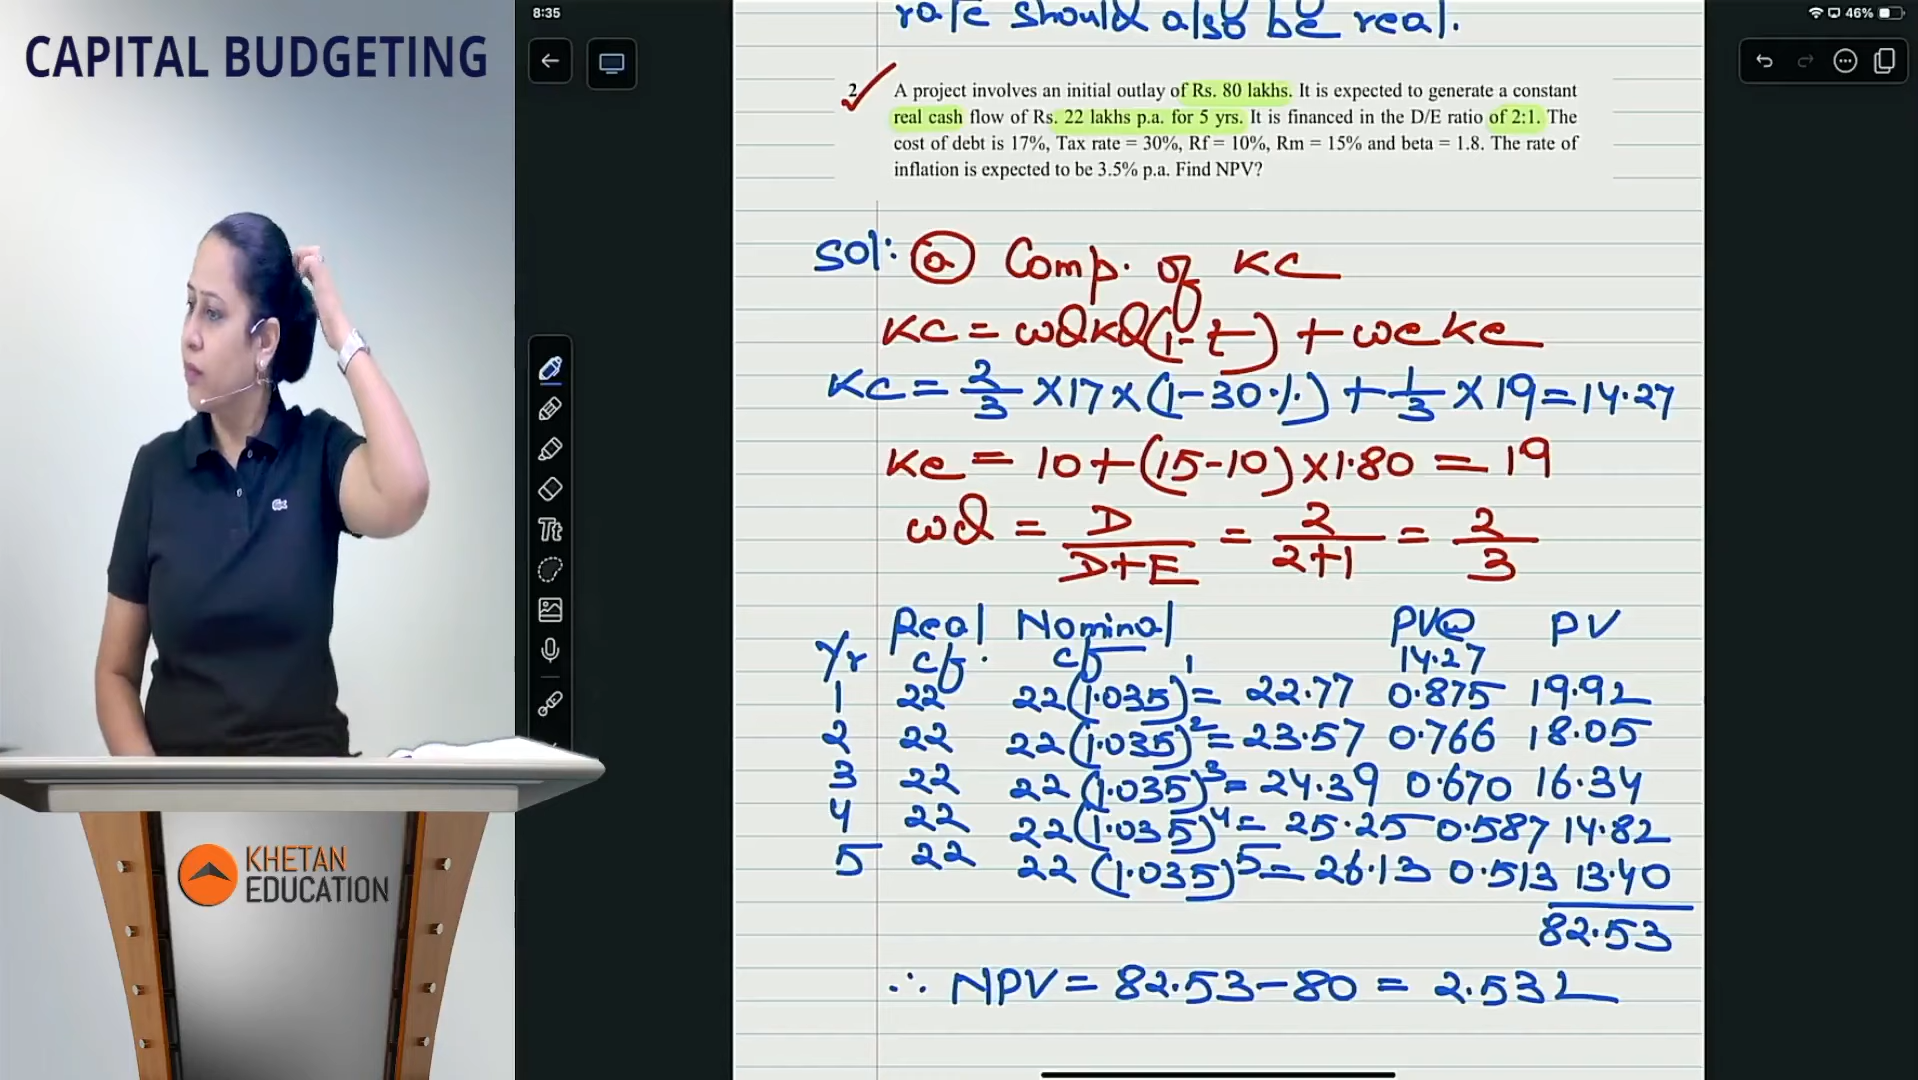 CAPITAL BUDGETING
8:35
46%
rate should also be real.
2 A project involves an initial outlay of Rs. 80 lakhs. It is expected to generate a constant
real cash flow of Rs. 22 lakhs p.a. for 5 yrs. It is financed in the D/E ratio of 2:1. The
cost of debt is 17%, Tax rate = 30%, Rf = 10%, Rm = 15% and beta = 1.8. The rate of
inflation is expected to be 3.5% p.a. Find NPV?
Sol: (a) Comp. of KC
KC = wdKd(1-t) + weke
KC = 2/3 × 17 × (1-30%) + 1/3 × 19 = 14.27
Ke = 10 + (15-10) × 1.80 = 19
wd = D/D+E = 2/2+1 = 2/3
Yr Real cf. Nominal cf PV@ 14.27 PV
1 22 22(1.035)^1 = 22.77 0.875 19.92
2 22 22(1.035)^2 = 23.57 0.766 18.05
3 22 22(1.035)^3 = 24.39 0.670 16.34
4 22 22(1.035)^4 = 25.25 0.587 14.82
5 22 22(1.035)^5 = 26.13 0.513 13.40
82.53
∴ NPV = 82.53 - 80 = 2.53L
Tt
KHETAN
EDUCATION